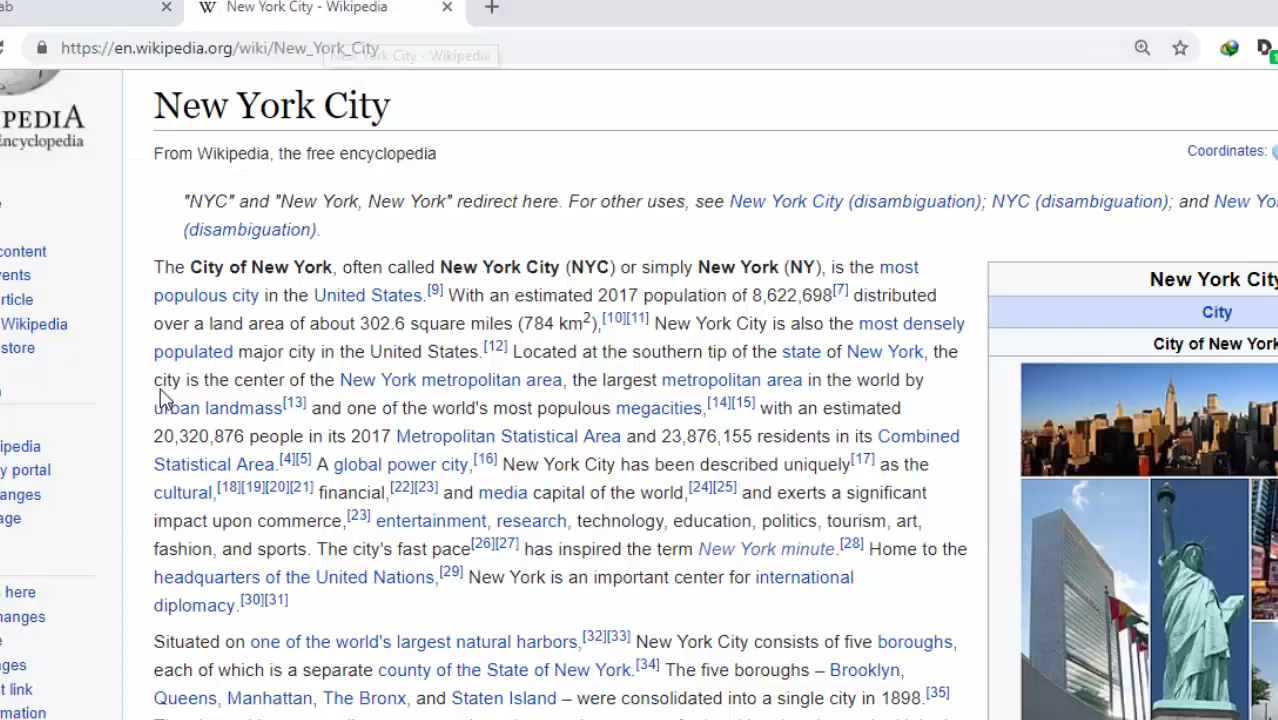 ab
New York City - Wikipedia
https://en.wikipedia.org/wiki/New_York_City
New York City - Wikipedia
PEDIA
Encyclopedia
New York City
From Wikipedia, the free encyclopedia
Coordinates:
"NYC" and "New York, New York" redirect here. For other uses, see New York City (disambiguation); NYC (disambiguation); and New Yo
(disambiguation).
content
vents
article
Wikipedia
store
ipedia
y portal
anges
age
here
hanges
ges
t link
mation
The City of New York, often called New York City (NYC) or simply New York (NY), is the most
populous city in the United States.[9] With an estimated 2017 population of 8,622,698[7] distributed
over a land area of about 302.6 square miles (784 km2),[10][11] New York City is also the most densely
populated major city in the United States.[12] Located at the southern tip of the state of New York, the
city is the center of the New York metropolitan area, the largest metropolitan area in the world by
urban landmass[13] and one of the world's most populous megacities,[14][15] with an estimated
20,320,876 people in its 2017 Metropolitan Statistical Area and 23,876,155 residents in its Combined
Statistical Area.[4][5] A global power city,[16] New York City has been described uniquely[17] as the
cultural,[18][19][20][21] financial,[22][23] and media capital of the world,[24][25] and exerts a significant
impact upon commerce,[23] entertainment, research, technology, education, politics, tourism, art,
fashion, and sports. The city's fast pace[26][27] has inspired the term New York minute.[28] Home to the
headquarters of the United Nations,[29] New York is an important center for international
diplomacy.[30][31]
Situated on one of the world's largest natural harbors,[32][33] New York City consists of five boroughs,
each of which is a separate county of the State of New York.[34] The five boroughs – Brooklyn,
Queens, Manhattan, The Bronx, and Staten Island – were consolidated into a single city in 1898.[35]
New York City
City
City of New York